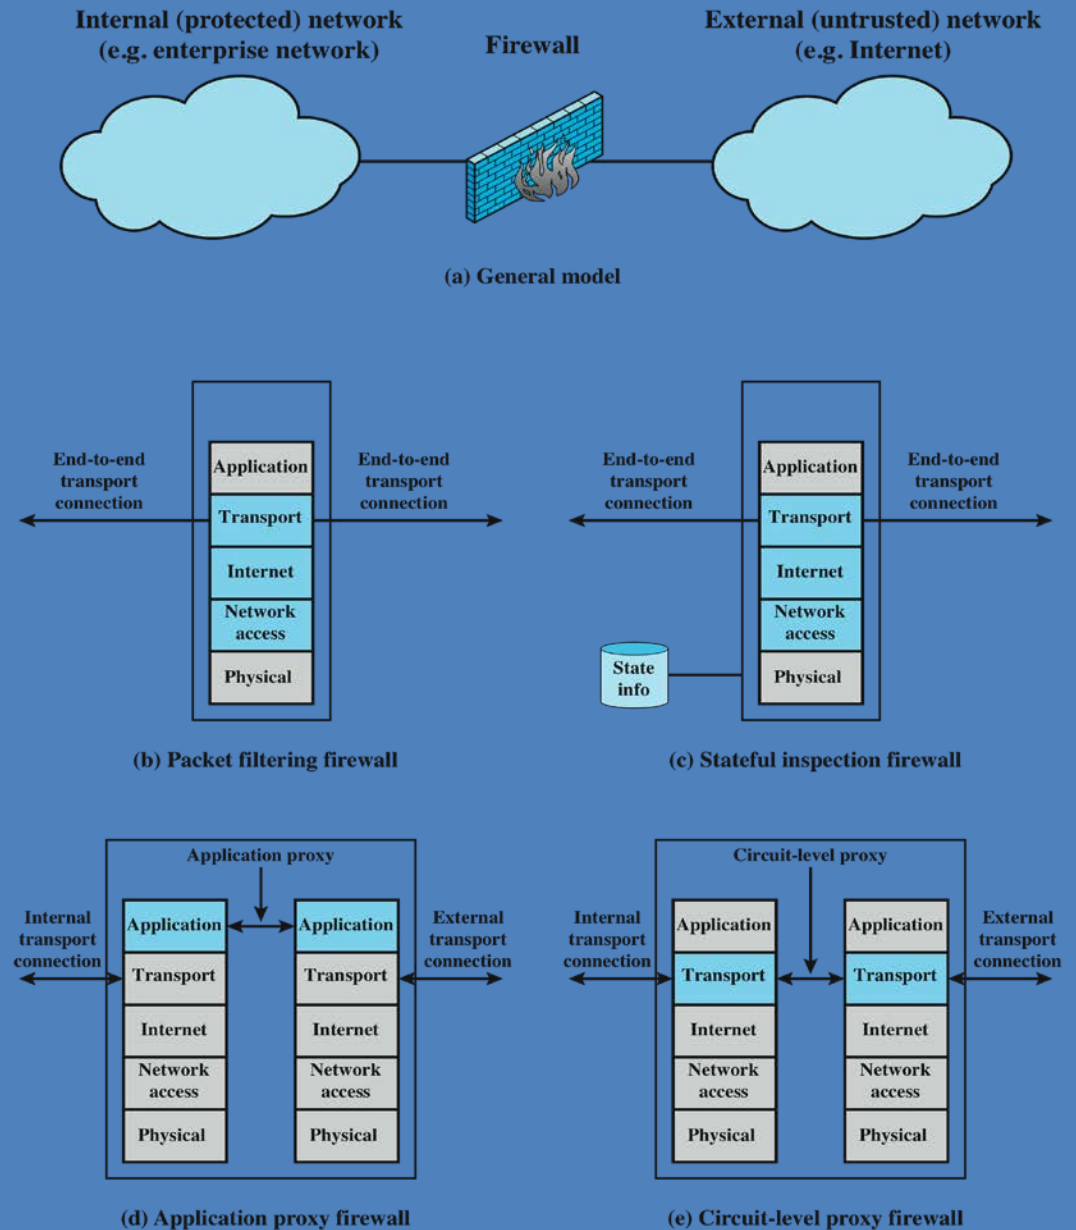 Internal (protected) network
(e.g. enterprise network)
Firewall
External (untrusted) network
(e.g. Internet)
(a) General model
End-to-end
transport
connection
Application
Transport
Internet
Network
access
Physical
End-to-end
transport
connection
(b) Packet filtering firewall
End-to-end
transport
connection
Application
Transport
Internet
Network
access
Physical
End-to-end
transport
connection
State
info
(c) Stateful inspection firewall
Application proxy
Internal
transport
connection
Application
Transport
Internet
Network
access
Physical
Application
Transport
Internet
Network
access
Physical
External
transport
connection
(d) Application proxy firewall
Circuit-level proxy
Internal
transport
connection
Application
Transport
Internet
Network
access
Physical
Application
Transport
Internet
Network
access
Physical
External
transport
connection
(e) Circuit-level proxy firewall